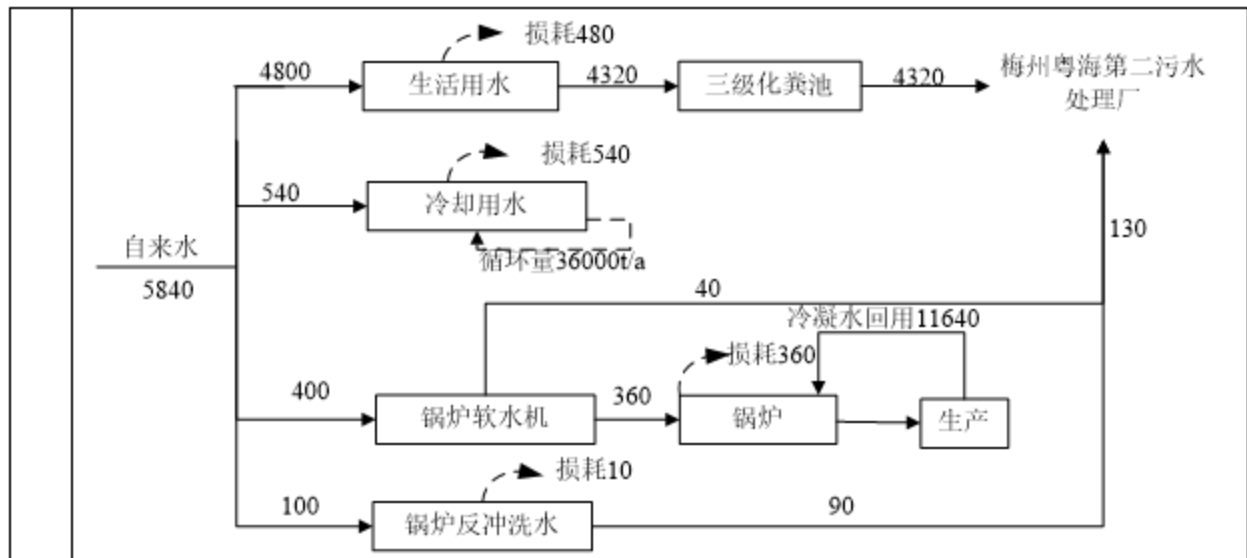 损耗480
4800
生活用水
4320
三级化粪池
4320
梅州粤海第二污水
处理厂
损耗540
540
冷却用水
循环量36000t/a
自来水
5840
130
40
冷凝水回用11640
损耗360
400
锅炉软水机
360
锅炉
生产
损耗10
100
锅炉反冲洗水
90